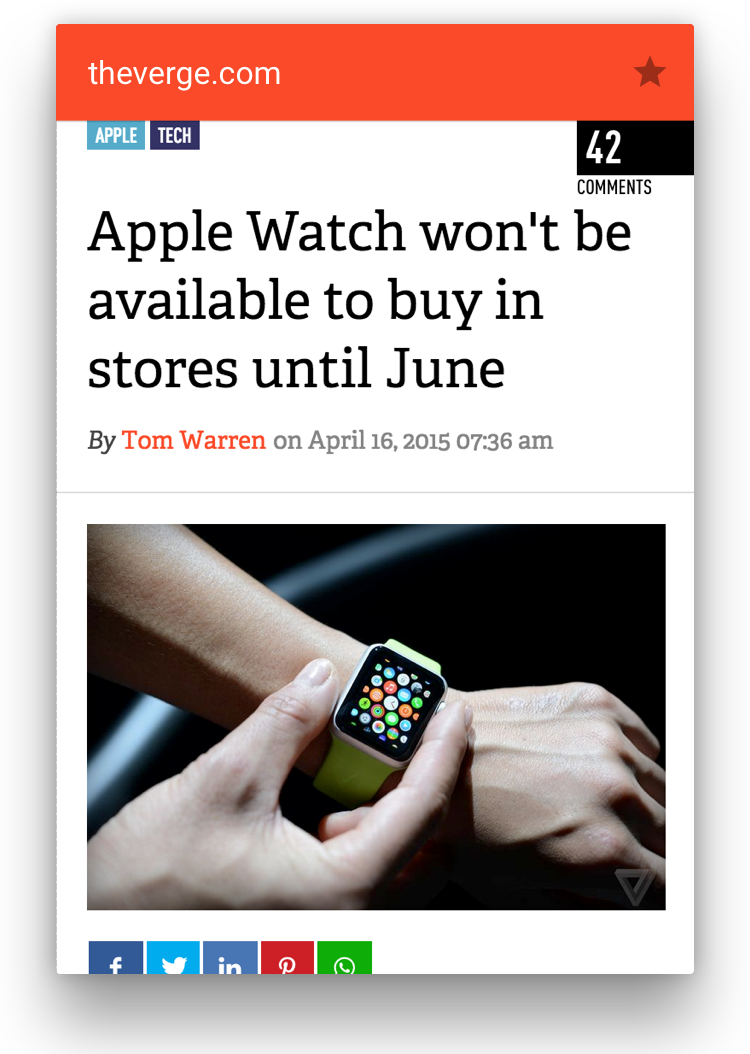 theverge.com
APPLE TECH
42
COMMENTS
Apple Watch won't be
available to buy in
stores until June
By Tom Warren on April 16, 2015 07:36 am